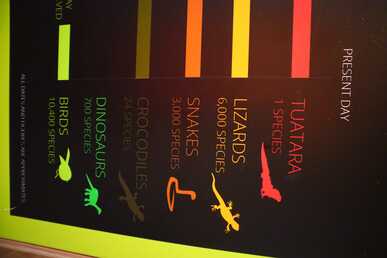 PRESENT DAY
TUATARA
1 SPECIES
LIZARDS
6,000 SPECIES
SNAKES
3,000 SPECIES
CROCODILES
24 SPECIES
DINOSAURS
700 SPECIES
AY
LVED
BIRDS
10,400 SPECIES
ALL DATES AND FIGURES ARE APPROXIMATE